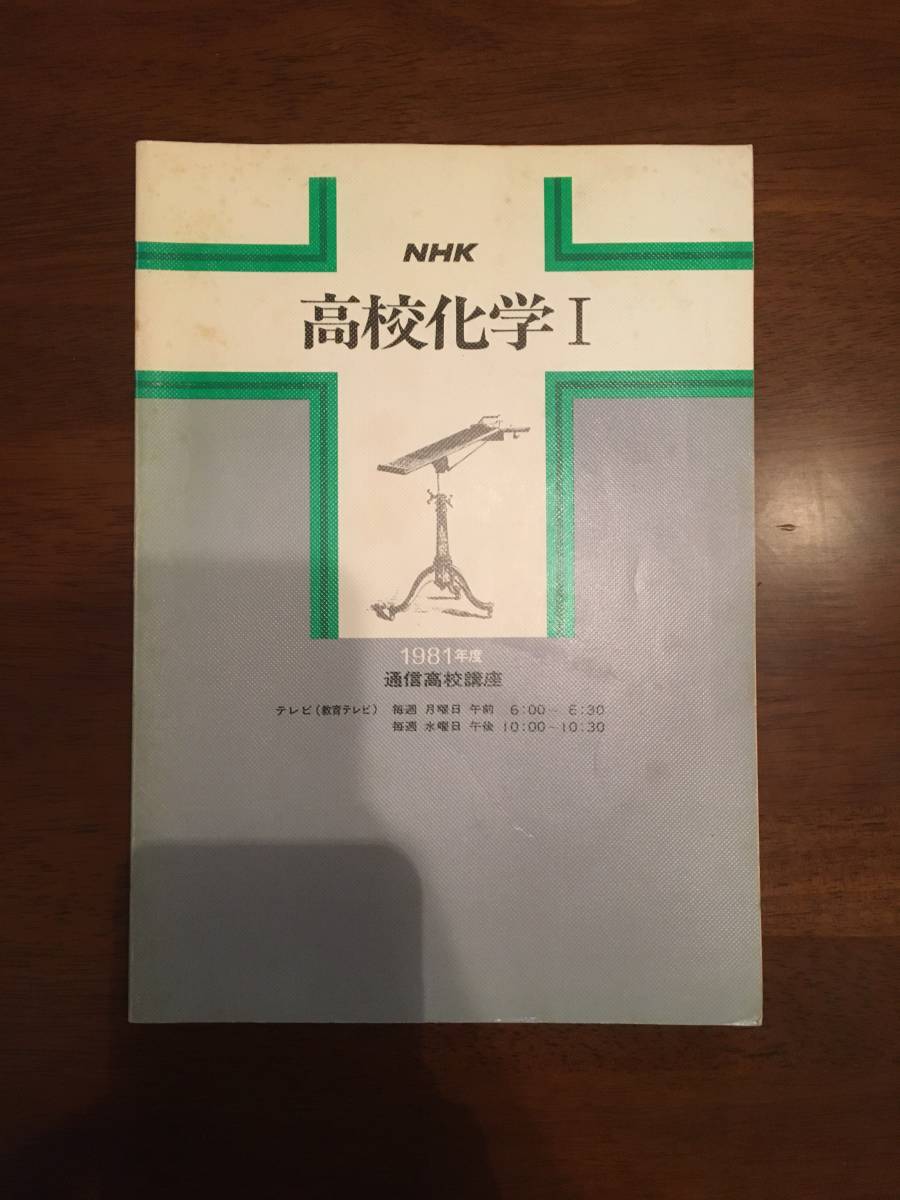 NHK
高校化学Ⅰ
1981年度
通信高校講座
テレビ(教育テレビ) 毎週 月曜日 午前 6:00〜 6:30
毎週 水曜日 午後 10:00〜10:30